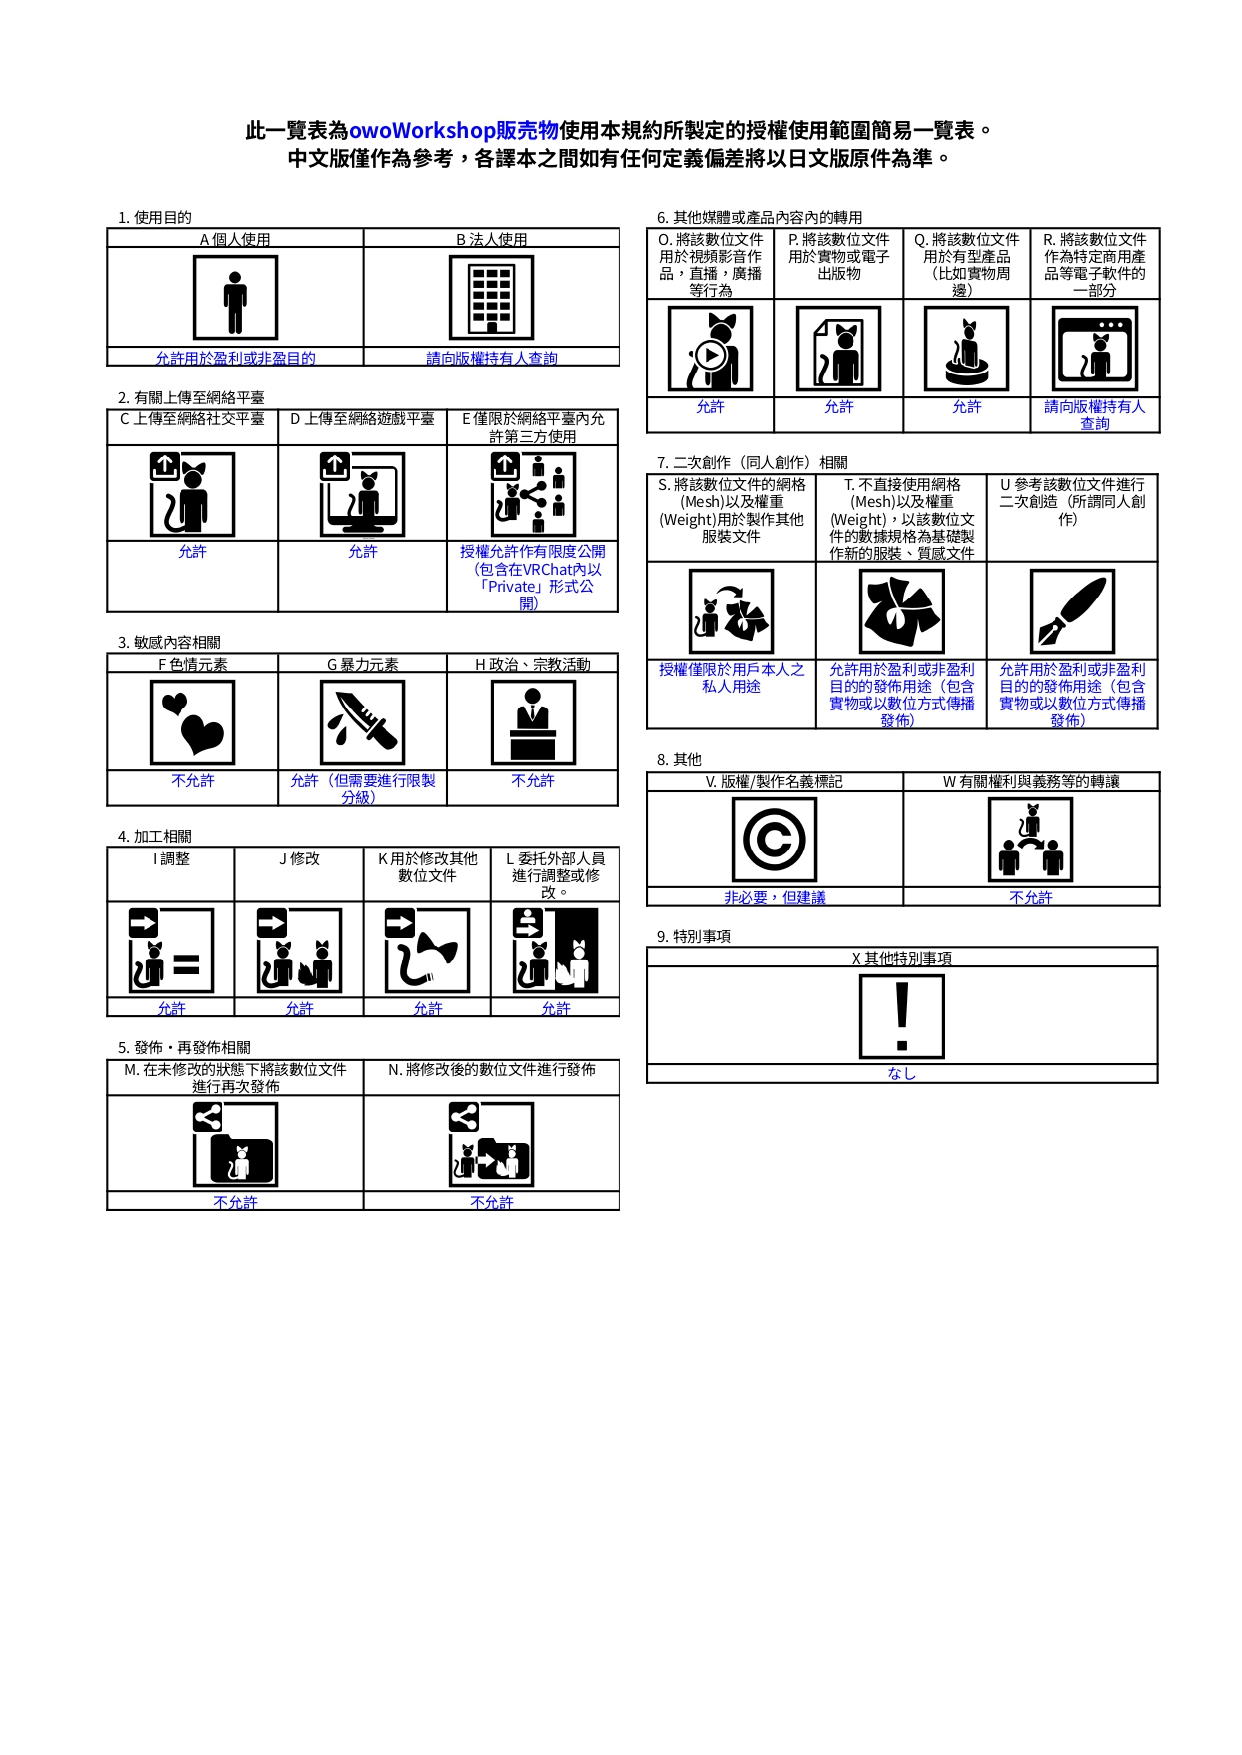 此一覽表為owoWorkshop販売物使用本規約所製定的授權使用範圍簡易一覽表。
中文版僅作為參考，各譯本之間如有任何定義偏差將以日文版原件為準。
1. 使用目的
A 個人使用
B 法人使用
允許用於盈利或非盈目的
請向版權持有人查詢
2. 有關上傳至網絡平臺
C 上傳至網絡社交平臺
D 上傳至網絡遊戲平臺
E 僅限於網絡平臺內允
許第三方使用
允許
允許
授權允許作有限度公開
（包含在VRChat內以
「Private」形式公
開）
3. 敏感內容相關
F 色情元素
G 暴力元素
H 政治、宗教活動
不允許
允許（但需要進行限製
分級）
不允許
4. 加工相關
I 調整
J 修改
K 用於修改其他
數位文件
L 委托外部人員
進行調整或修
改。
允許
允許
允許
允許
5. 發佈・再發佈相關
M. 在未修改的狀態下將該數位文件
進行再次發佈
N. 將修改後的數位文件進行發佈
不允許
不允許
6. 其他媒體或產品內容內的轉用
O. 將該數位文件
用於視頻影音作
品，直播，廣播
等行為
P. 將該數位文件
用於實物或電子
出版物
Q. 將該數位文件
用於有型產品
（比如實物周
邊）
R. 將該數位文件
作為特定商用產
品等電子軟件的
一部分
允許
允許
允許
請向版權持有人
查詢
7. 二次創作（同人創作）相關
S. 將該數位文件的網格
(Mesh)以及權重
(Weight)用於製作其他
服裝文件
T. 不直接使用網格
(Mesh)以及權重
(Weight)，以該數位文
件的數據規格為基礎製
作新的服裝、質感文件
U 參考該數位文件進行
二次創造（所謂同人創
作）
授權僅限於用戶本人之
私人用途
允許用於盈利或非盈利
目的的發佈用途（包含
實物或以數位方式傳播
發佈）
允許用於盈利或非盈利
目的的發佈用途（包含
實物或以數位方式傳播
發佈）
8. 其他
V. 版權/製作名義標記
W 有關權利與義務等的轉讓
非必要，但建議
不允許
9. 特別事項
X 其他特別事項
なし